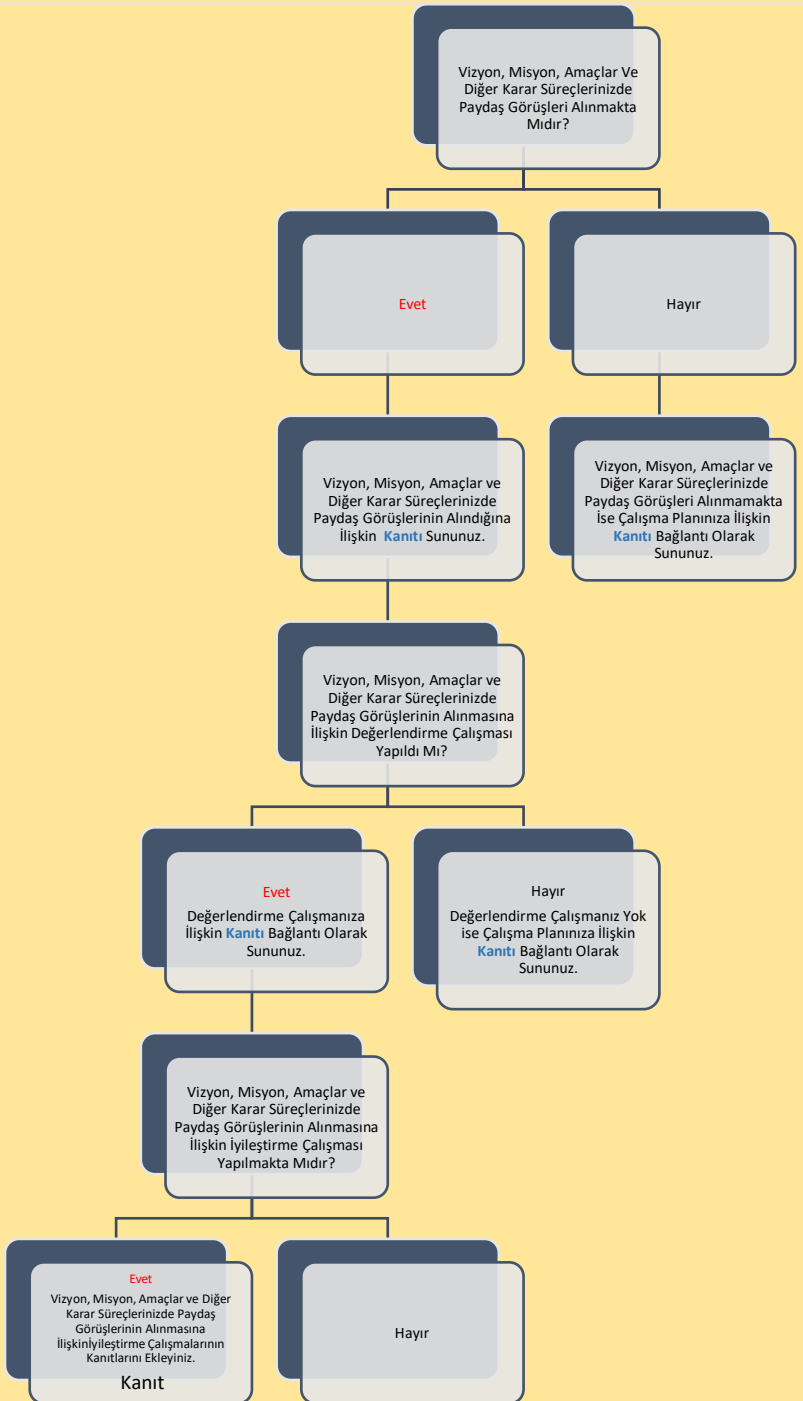 Vizyon, Misyon, Amaçlar Ve
Diğer Karar Süreçlerinizde
Paydaş Görüşleri Alınmakta
Mıdır?
Evet
Hayır
Vizyon, Misyon, Amaçlar ve
Diğer Karar Süreçlerinizde
Paydaş Görüşlerinin Alındığına
İlişkin Kanıtı Sununuz.
Vizyon, Misyon, Amaçlar ve
Diğer Karar Süreçlerinizde
Paydaş Görüşleri Alınmamakta
İse Çalışma Planınıza İlişkin
Kanıtı Bağlantı Olarak
Sununuz.
Vizyon, Misyon, Amaçlar ve
Diğer Karar Süreçlerinizde
Paydaş Görüşlerinin Alınmasına
İlişkin Değerlendirme Çalışması
Yapıldı Mı?
Evet
Değerlendirme Çalışmanıza
İlişkin Kanıtı Bağlantı Olarak
Sununuz.
Hayır
Değerlendirme Çalışmanız Yok
ise Çalışma Planınıza İlişkin
Kanıtı Bağlantı Olarak
Sununuz.
Vizyon, Misyon, Amaçlar ve
Diğer Karar Süreçlerinizde
Paydaş Görüşlerinin Alınmasına
İlişkin İyileştirme Çalışması
Yapılmakta Mıdır?
Evet
Vizyon, Misyon, Amaçlar ve Diğer
Karar Süreçlerinizde Paydaş
Görüşlerinin Alınmasına
İlişkinİyileştirme Çalışmalarının
Kanıtlarını Ekleyiniz.
Kanıt
Hayır